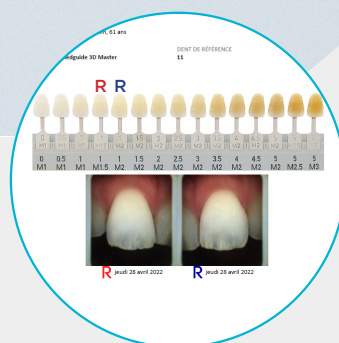 61 ans
3D Master
DENT DE RÉFÉRENCE
11
R R
0 0.5 1 1 1 1.5 2 2.5 3 3.5 4 4.5 5 5 5
M1 M1 M1 M1.5 M2 M2 M2 M2 M2 M2 M2 M2 M2 M2.5 M3
R jeudi 28 avril 2022
R jeudi 28 avril 2022